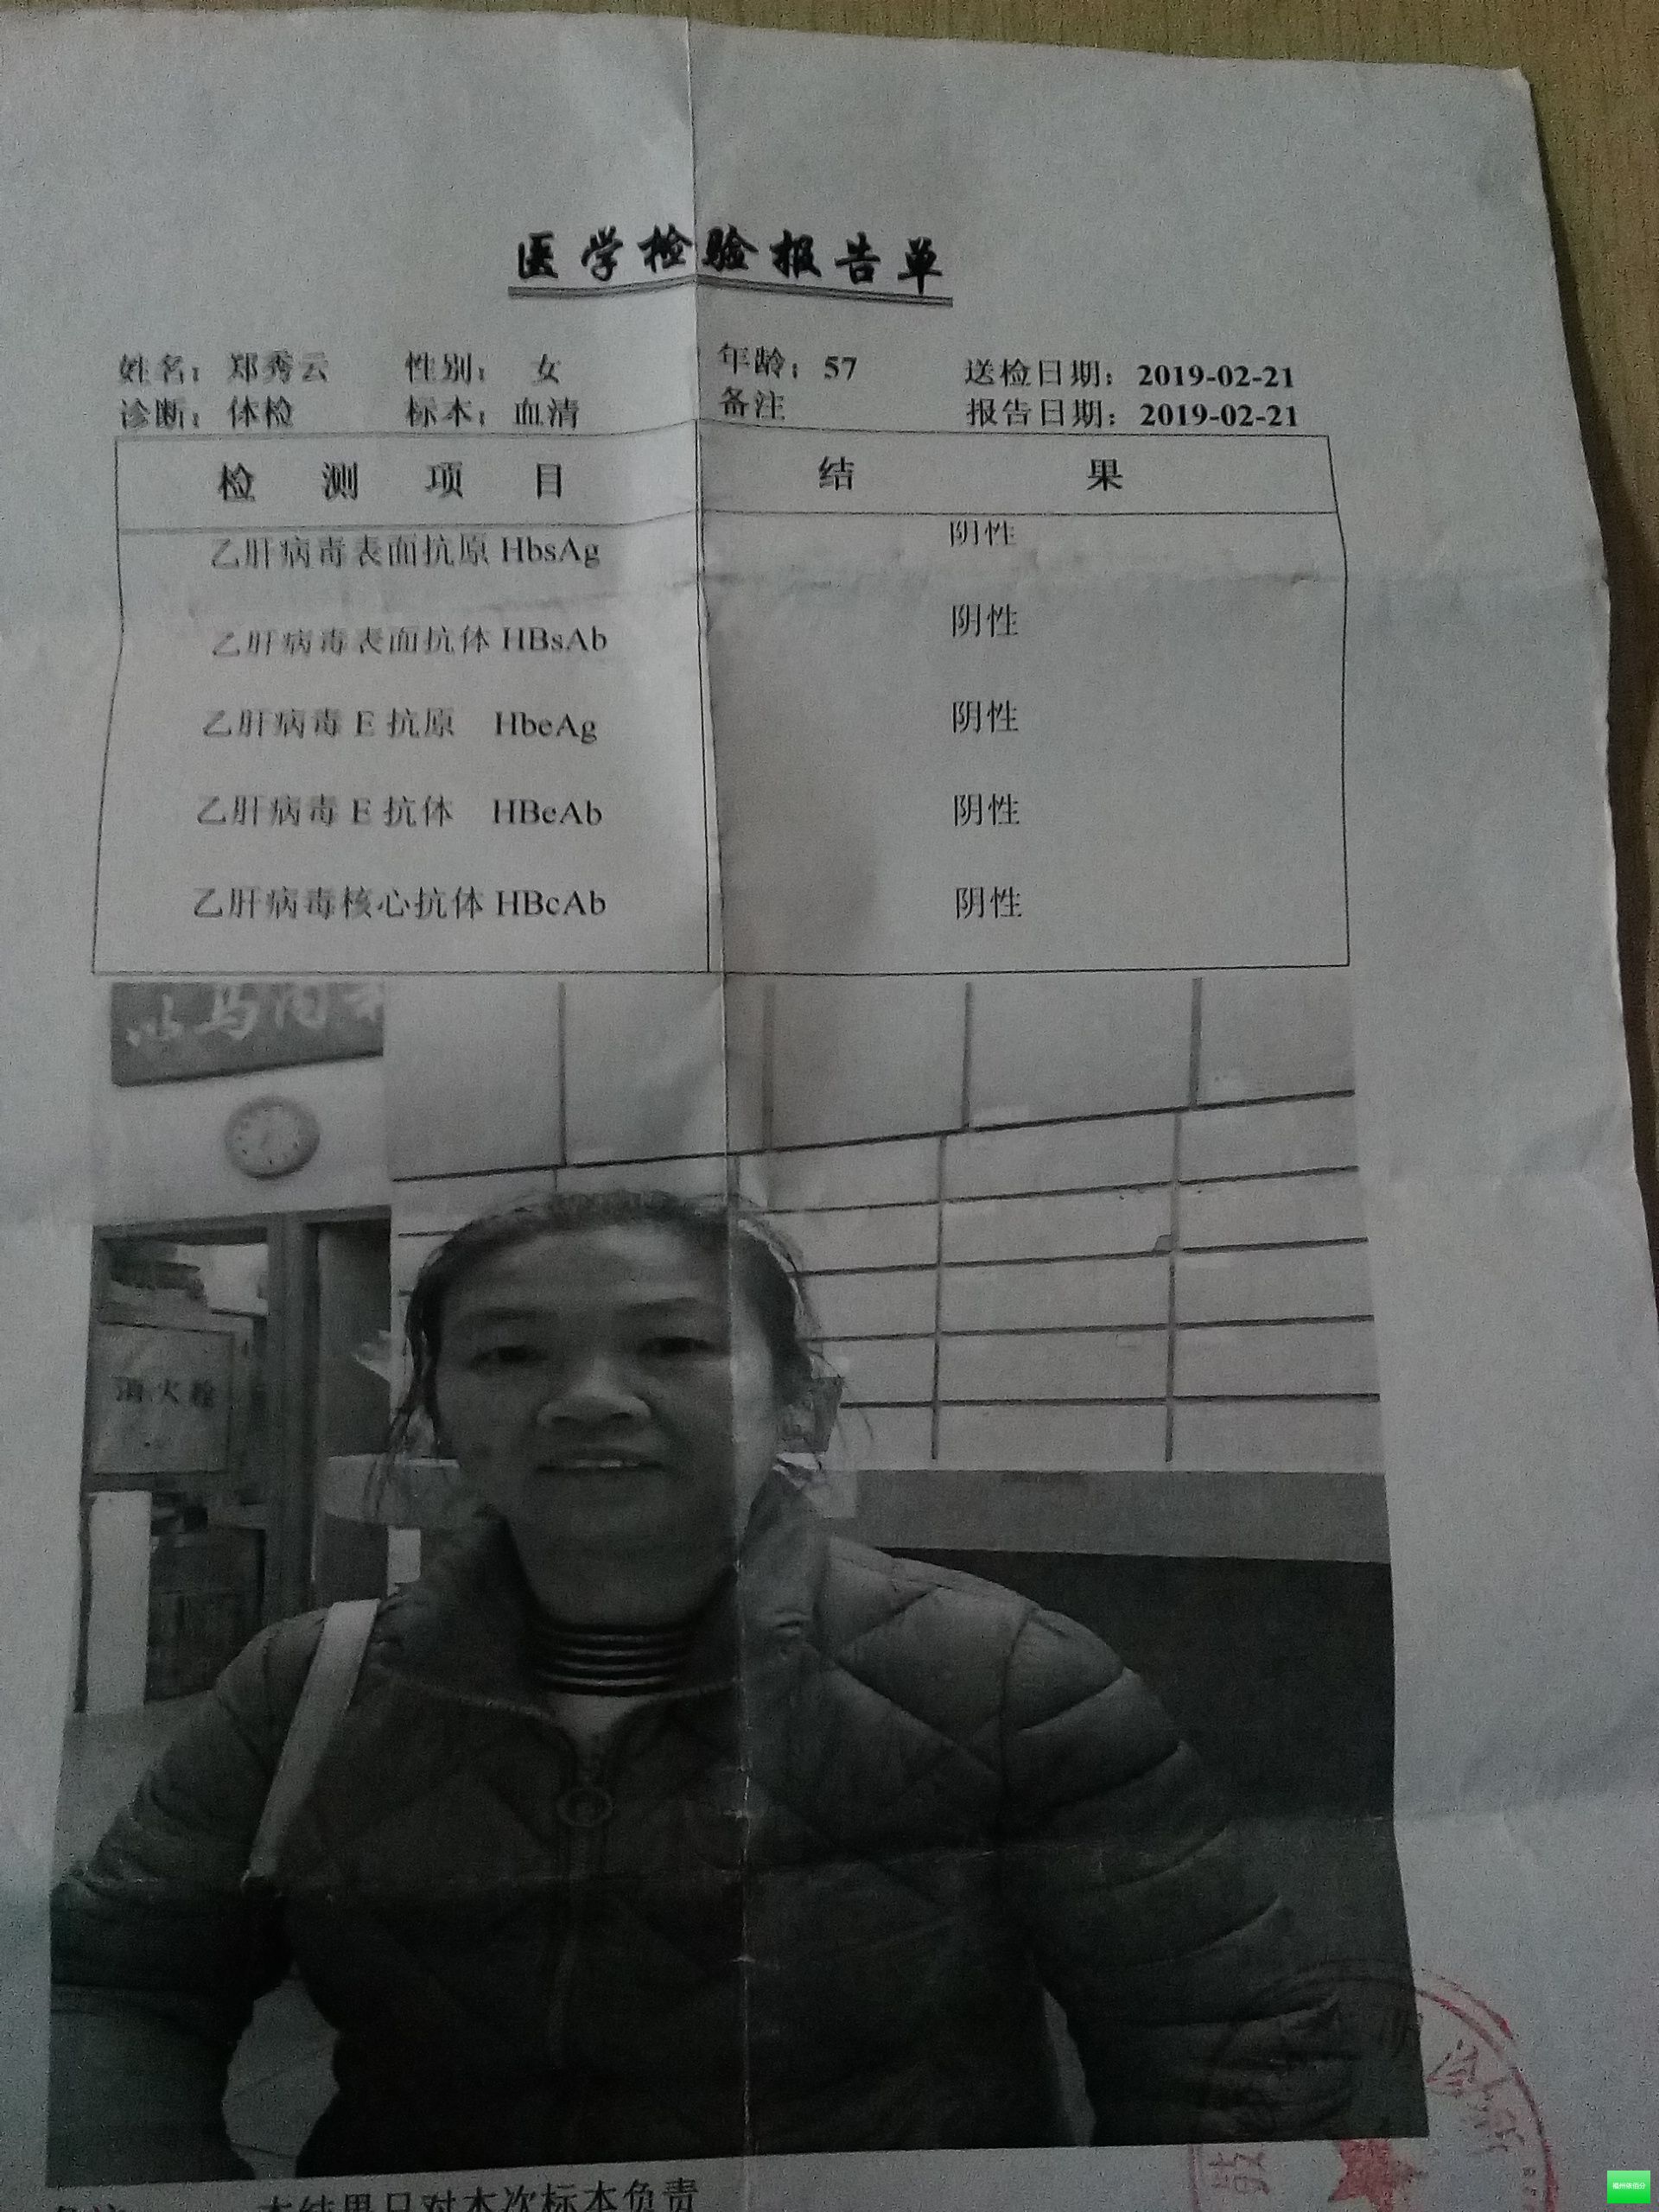 医学检验报告单
姓名：郑秀云 性别：女 年龄：57 送检日期：2019-02-21
诊断：体检 标本：血清 备注 报告日期：2019-02-21
检测项目 结果
乙肝病毒表面抗原 HbsAg 阴性
乙肝病毒表面抗体 HBsAb 阴性
乙肝病毒 E 抗原 HbeAg 阴性
乙肝病毒 E 抗体 HBeAb 阴性
乙肝病毒核心抗体 HBcAb 阴性
消火栓
本结果只对本次标本负责